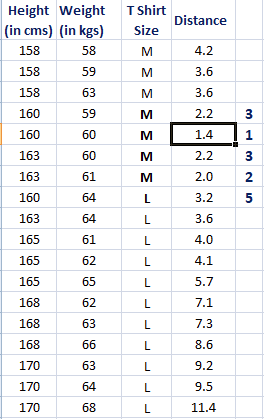 Height Weight T Shirt Distance
(in cms) (in kgs) Size
158 58 M 4.2
158 59 M 3.6
158 63 M 3.6
160 59 M 2.2 3
160 60 M 1.4 1
163 60 M 2.2 3
163 61 M 2.0 2
160 64 L 3.2 5
163 64 L 3.6
165 61 L 4.0
165 62 L 4.1
165 65 L 5.7
168 62 L 7.1
168 63 L 7.3
168 66 L 8.6
170 63 L 9.2
170 64 L 9.5
170 68 L 11.4